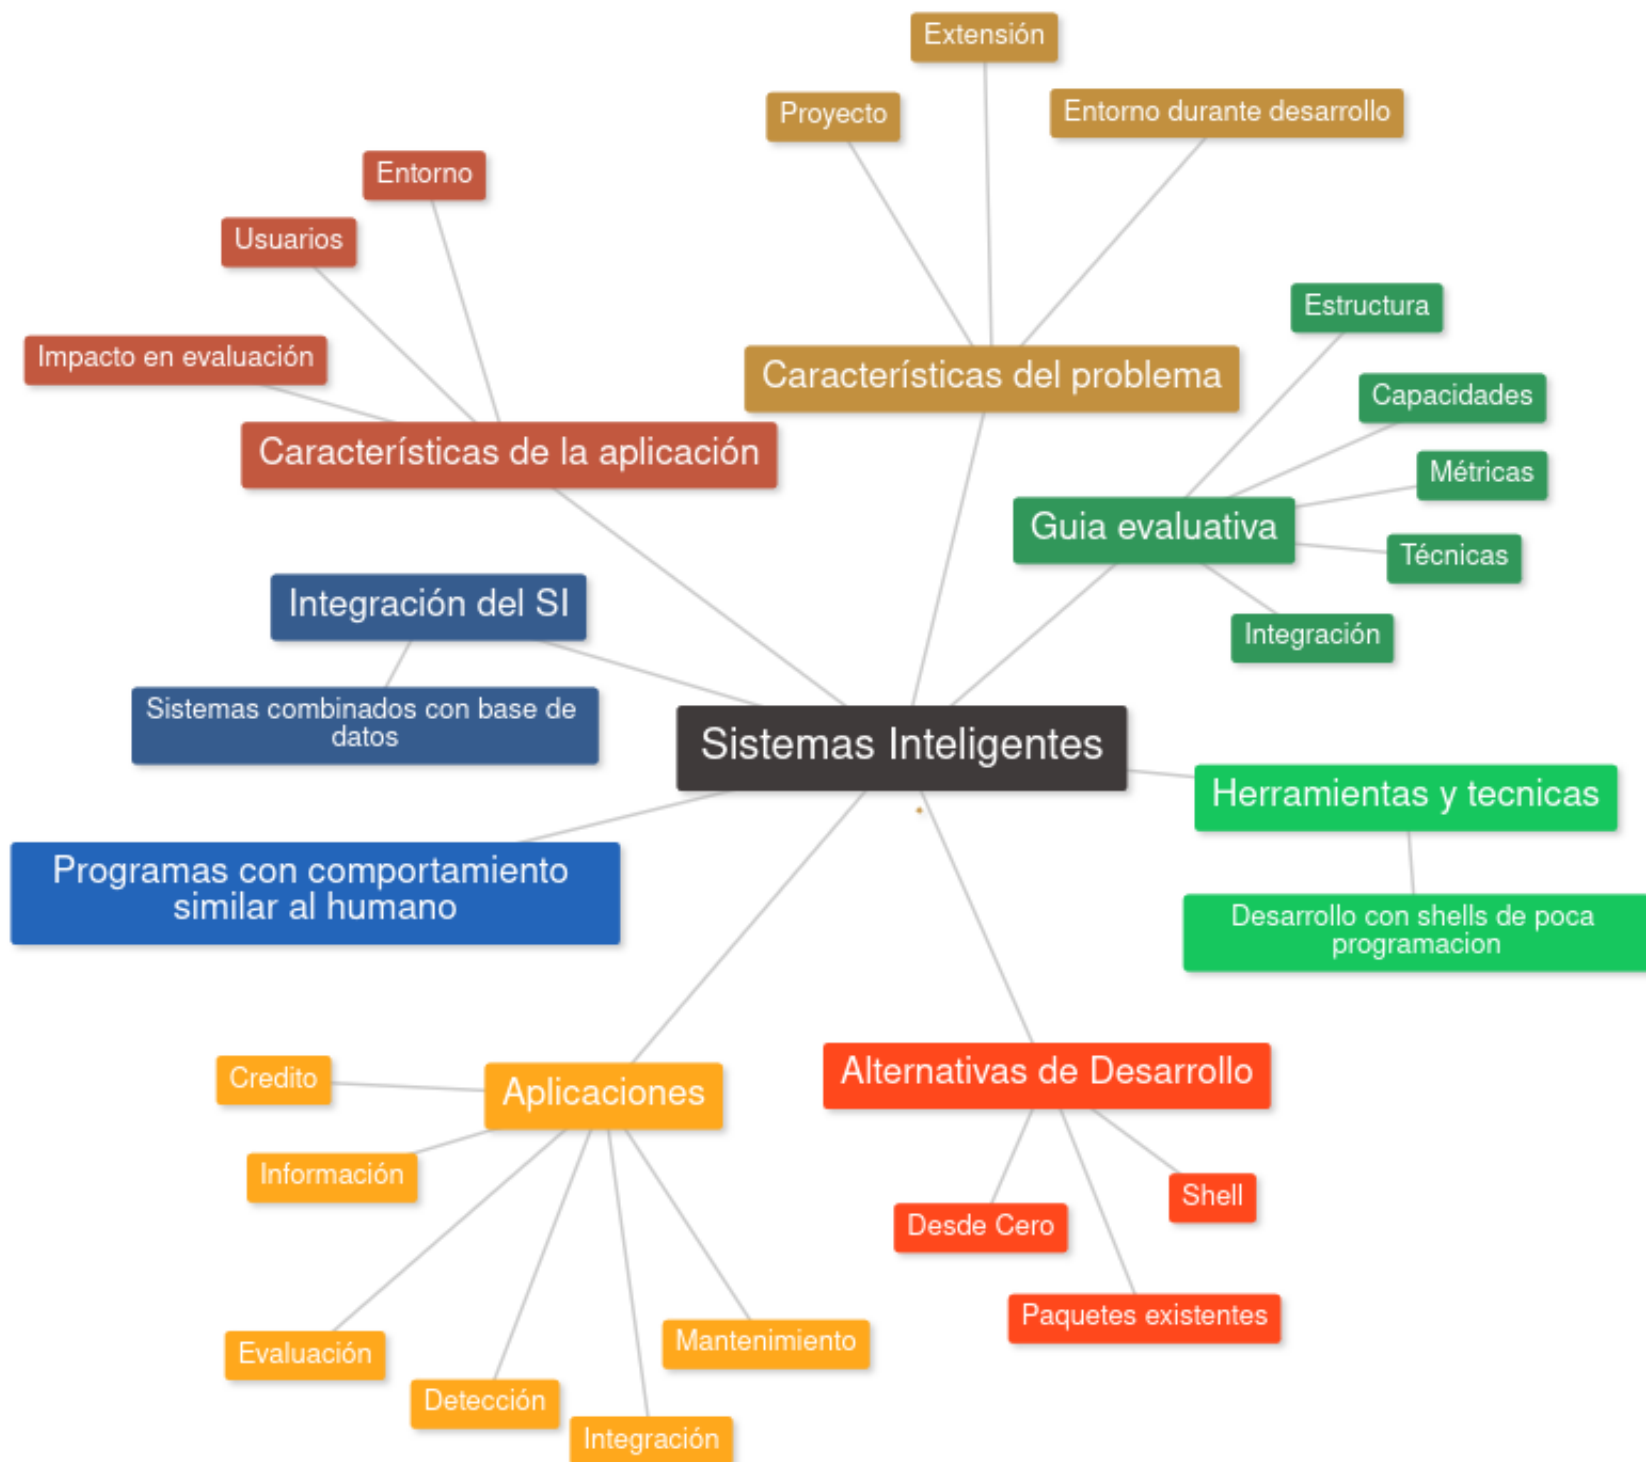 Extensión
Proyecto
Entorno durante desarrollo
Entorno
Usuarios
Impacto en evaluación
Características de la aplicación
Características del problema
Estructura
Capacidades
Métricas
Guia evaluativa
Técnicas
Integración
Integración del SI
Sistemas combinados con base de
datos
Sistemas Inteligentes
Herramientas y tecnicas
Desarrollo con shells de poca
programacion
Programas con comportamiento
similar al humano
Aplicaciones
Credito
Información
Evaluación
Detección
Integración
Mantenimiento
Alternativas de Desarrollo
Shell
Desde Cero
Paquetes existentes